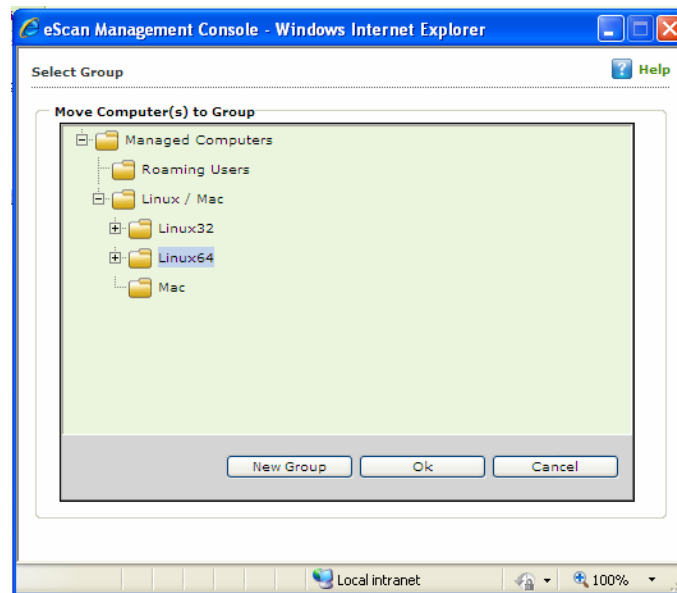 eScan Management Console - Windows Internet Explorer
Select Group
Help
Move Computer(s) to Group
Managed Computers
Roaming Users
Linux / Mac
Linux32
Linux64
Mac
New Group Ok Cancel
Local intranet 100%